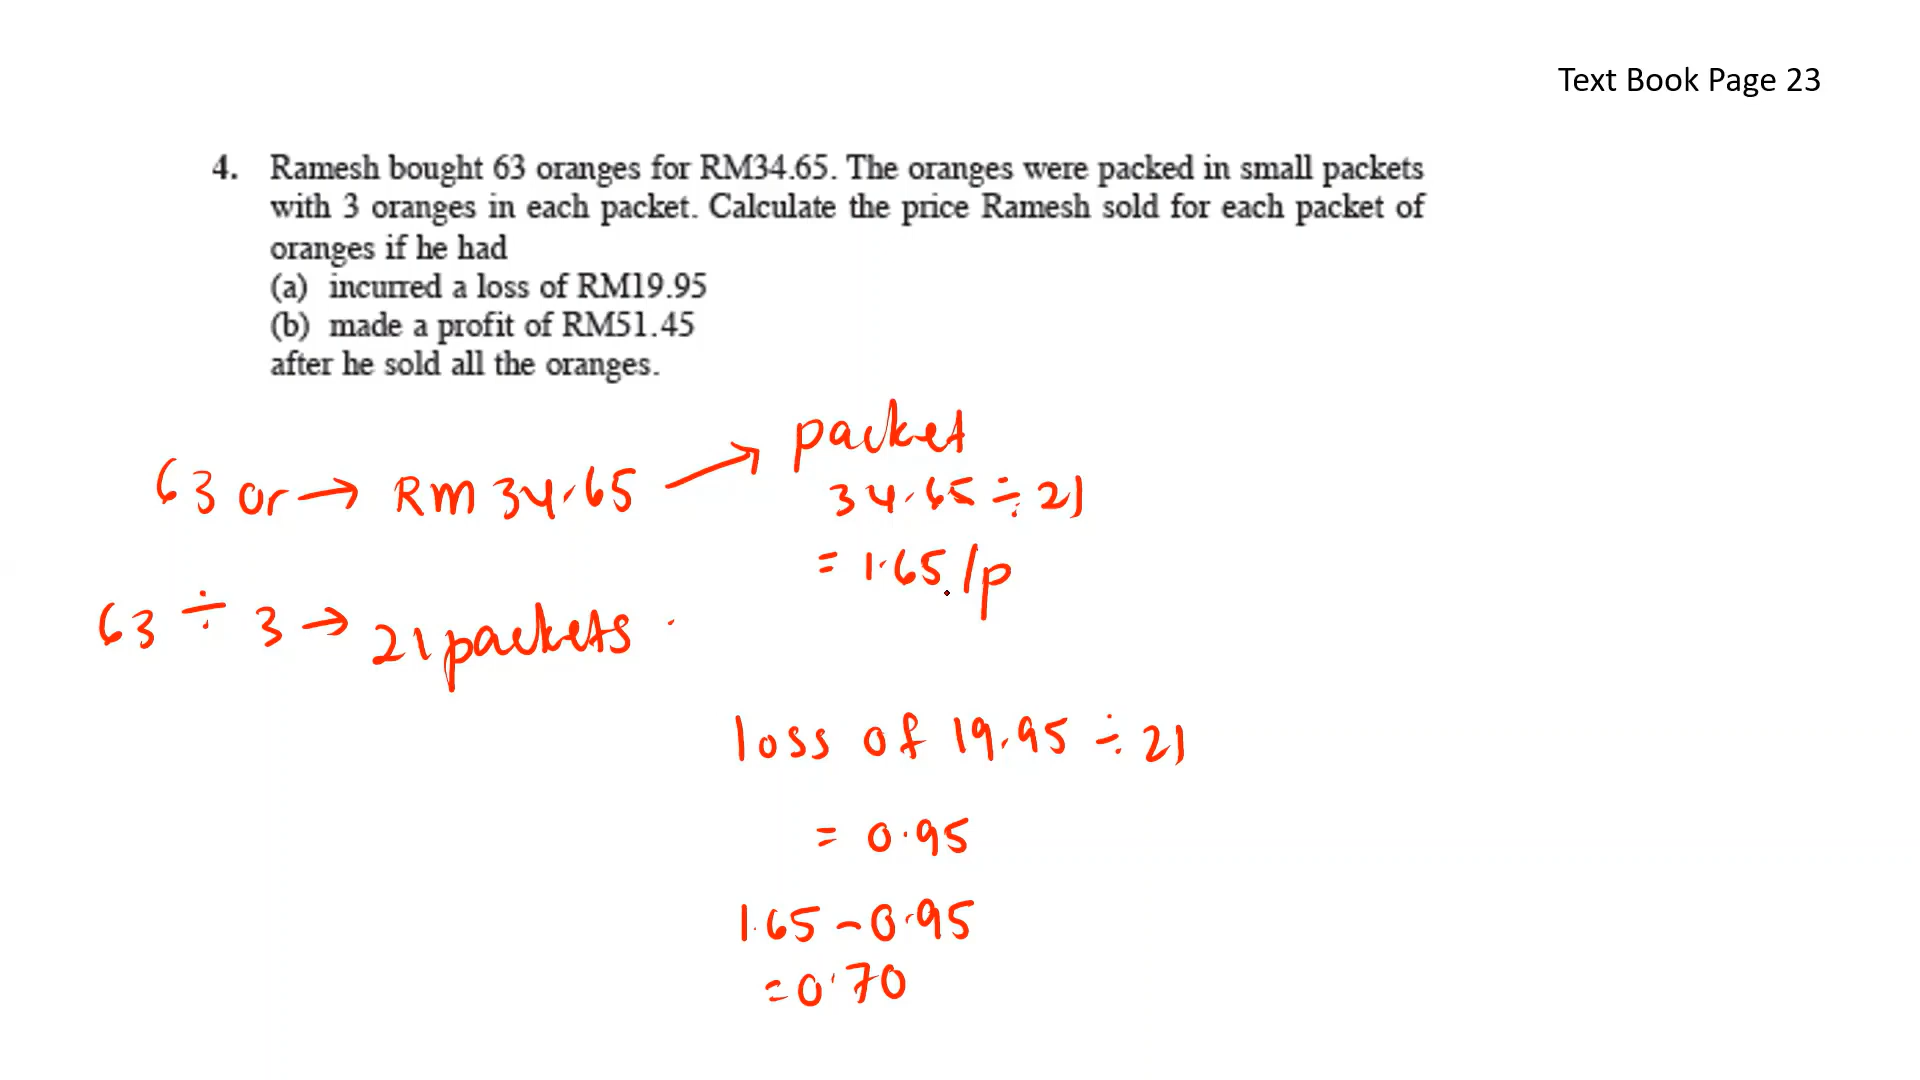 Text Book Page 23
4. Ramesh bought 63 oranges for RM34.65. The oranges were packed in small packets
with 3 oranges in each packet. Calculate the price Ramesh sold for each packet of
oranges if he had
(a) incurred a loss of RM19.95
(b) made a profit of RM51.45
after he sold all the oranges.
63 or → Rm 34.65 → packet
34.65 ÷ 21
= 1.65 /p
63 ÷ 3 → 21 packets
loss of 19.95 ÷ 21
= 0.95
1.65 - 0.95
= 0.70